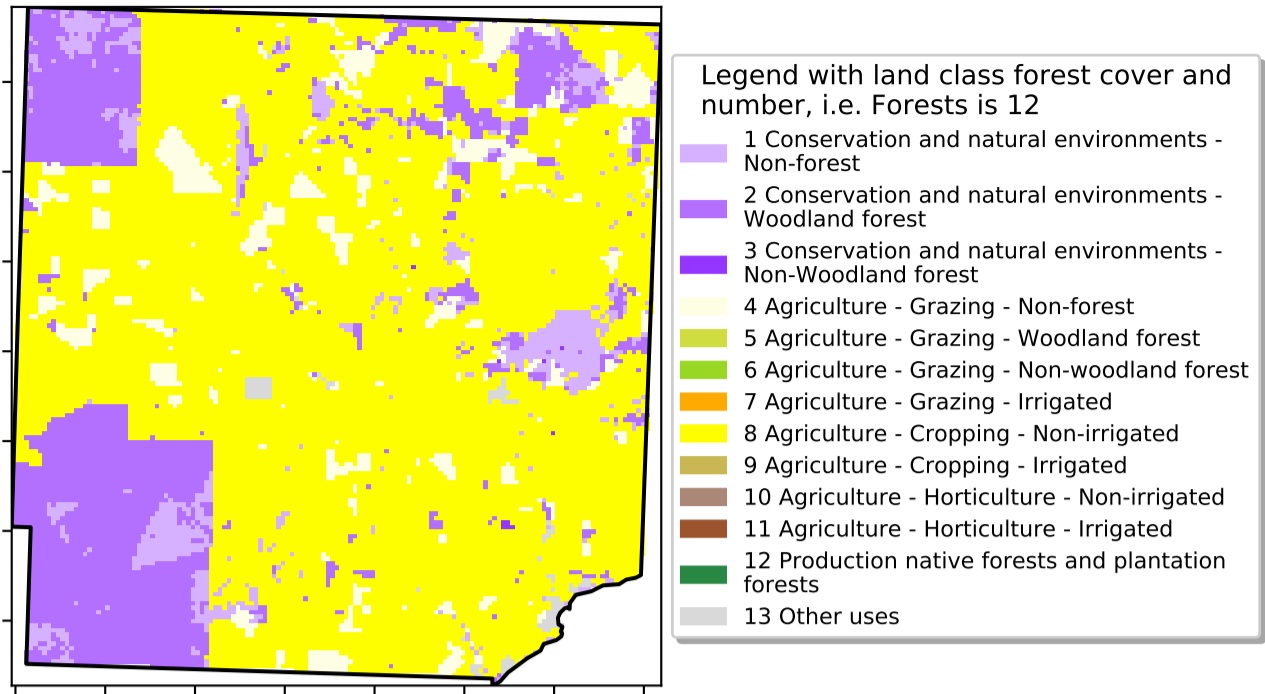 Legend with land class forest cover and
number, i.e. Forests is 12
1 Conservation and natural environments -
Non-forest
2 Conservation and natural environments -
Woodland forest
3 Conservation and natural environments -
Non-Woodland forest
4 Agriculture - Grazing - Non-forest
5 Agriculture - Grazing - Woodland forest
6 Agriculture - Grazing - Non-woodland forest
7 Agriculture - Grazing - Irrigated
8 Agriculture - Cropping - Non-irrigated
9 Agriculture - Cropping - Irrigated
10 Agriculture - Horticulture - Non-irrigated
11 Agriculture - Horticulture - Irrigated
12 Production native forests and plantation
forests
13 Other uses